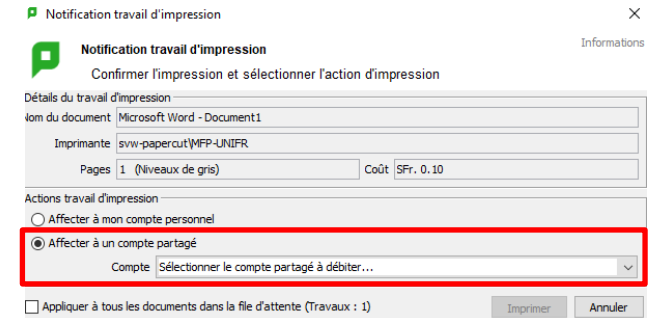 Notification travail d'impression
Informations
Notification travail d'impression
Confirmer l'impression et sélectionner l'action d'impression
Détails du travail d'impression
Nom du document Microsoft Word - Document1
Imprimante svw-papercut\MFP-UNIFR
Pages 1 (Niveaux de gris) Coût SFr. 0.10
Actions travail d'impression
Affecter à mon compte personnel
Affecter à un compte partagé
Compte Sélectionner le compte partagé à débiter...
Appliquer à tous les documents dans la file d'attente (Travaux : 1) Imprimer Annuler